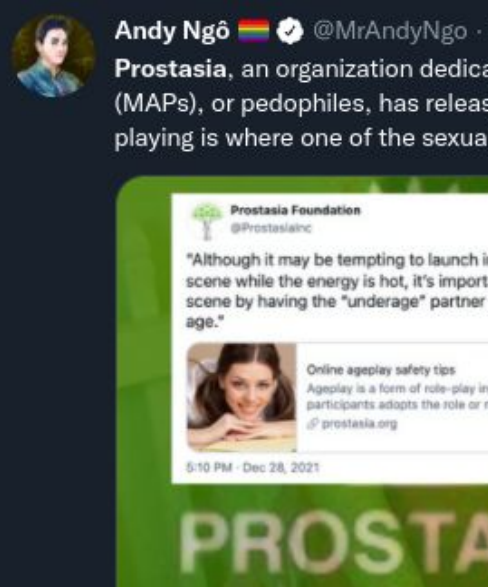 Andy Ngô @MrAndyNgo ·
Prostasia, an organization dedica
(MAPs), or pedophiles, has releas
playing is where one of the sexua
Prostasia Foundation
@ProstasiaInc
"Although it may be tempting to launch i
scene while the energy is hot, it's import
scene by having the "underage" partner
age."
Online ageplay safety tips
Ageplay is a form of role-play in
participants adopts the role or
prostasia.org
5:10 PM · Dec 28, 2021
PROSTA